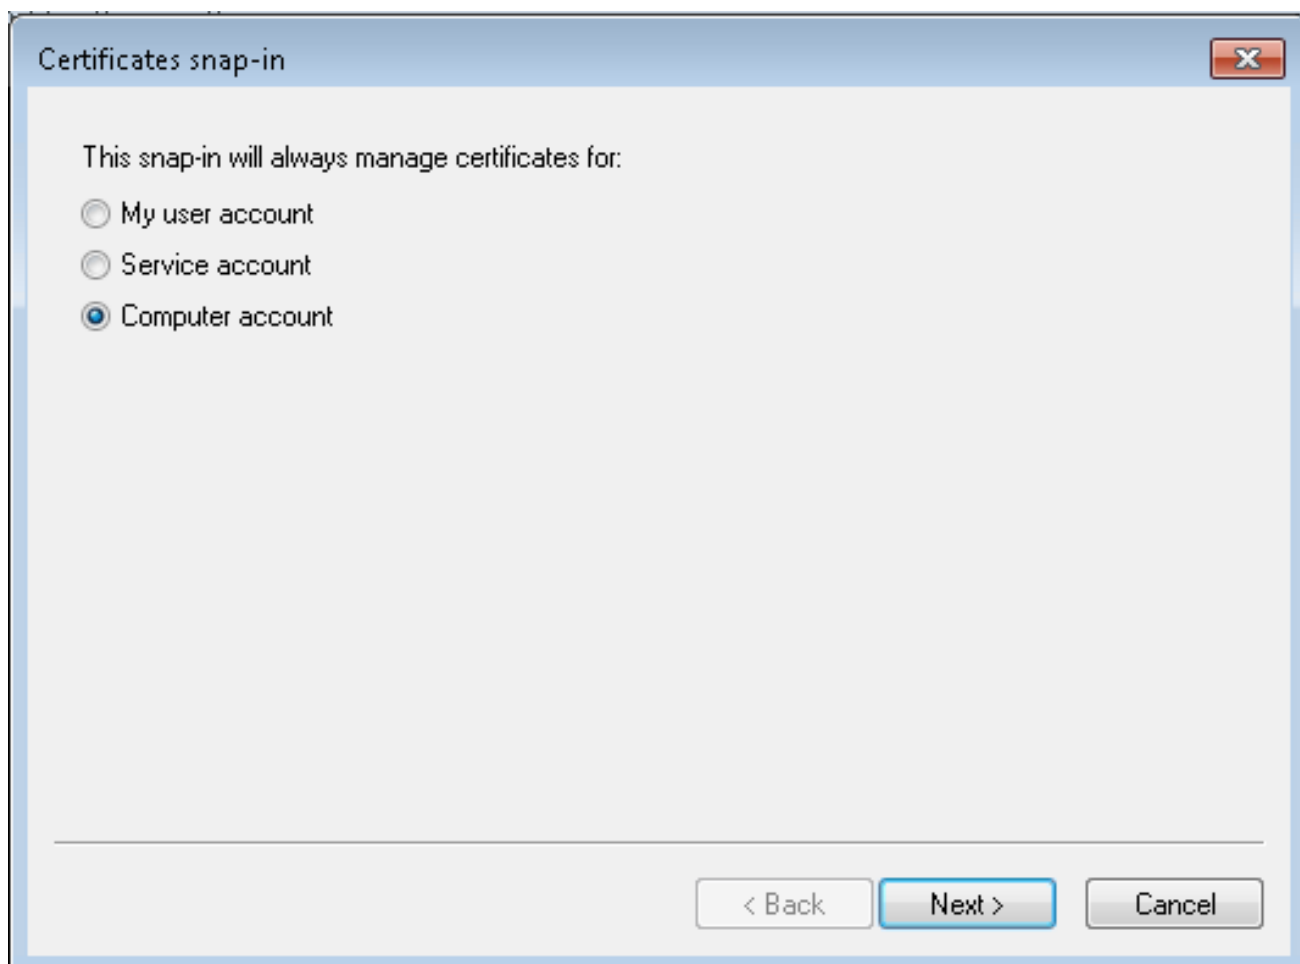 Certificates snap-in
This snap-in will always manage certificates for:
My user account
Service account
Computer account
< Back
Next >
Cancel